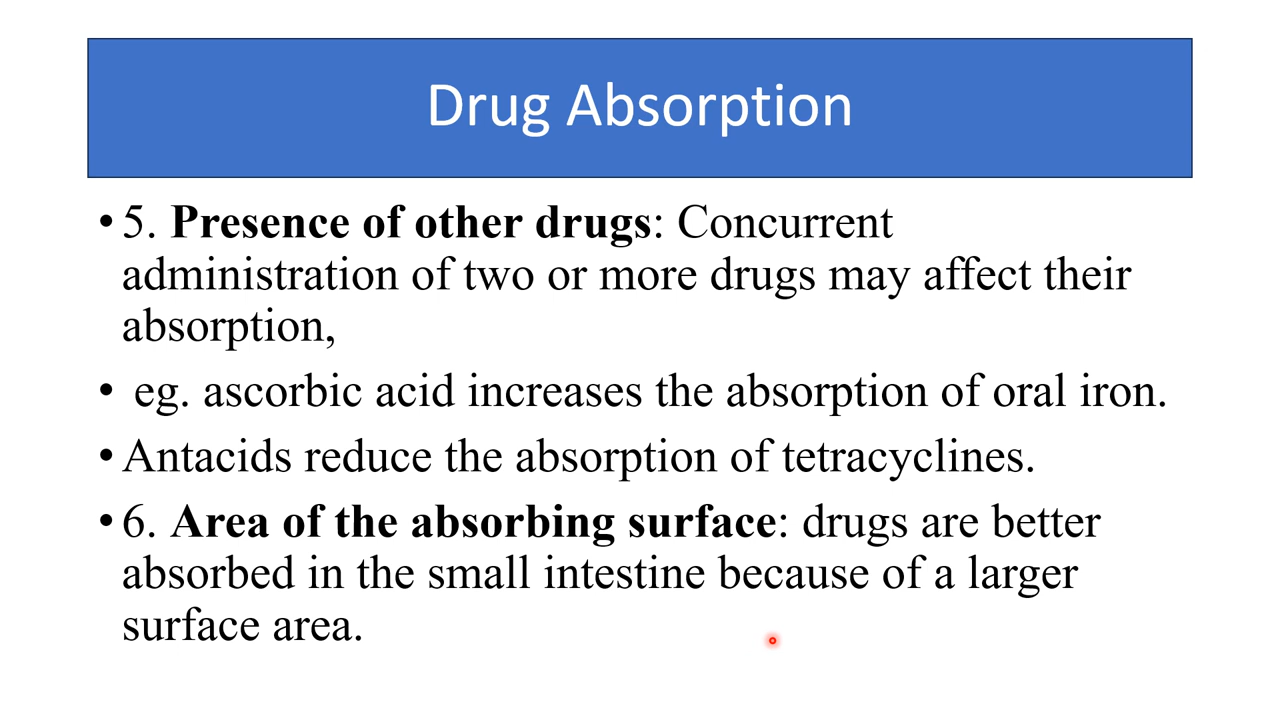 Drug Absorption
• 5. Presence of other drugs: Concurrent
administration of two or more drugs may affect their
absorption,
• eg. ascorbic acid increases the absorption of oral iron.
• Antacids reduce the absorption of tetracyclines.
• 6. Area of the absorbing surface: drugs are better
absorbed in the small intestine because of a larger
surface area.